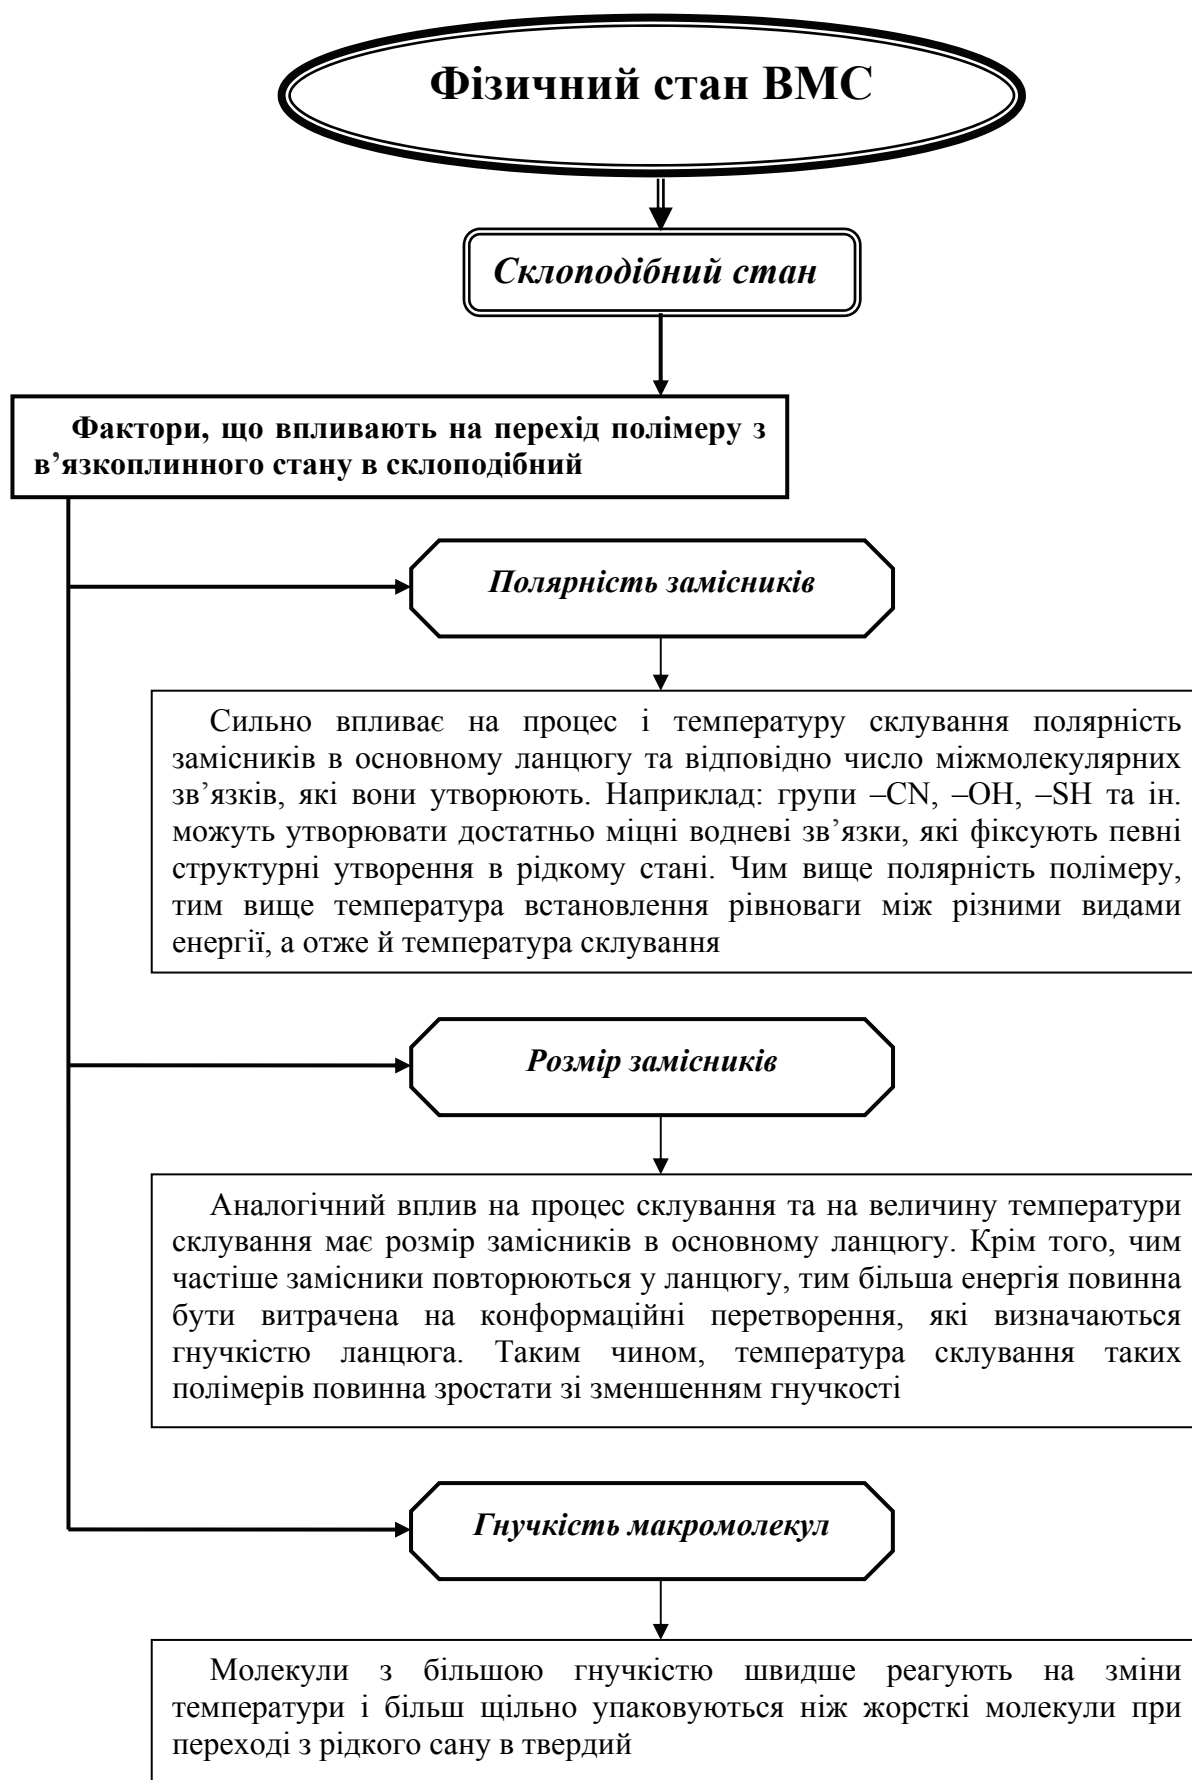 Фізичний стан ВМС
Склоподібний стан
Фактори, що впливають на перехід полімеру з
в’язкоплинного стану в склоподібний
Полярність замісників
Сильно впливає на процес і температуру склування полярність
замісників в основному ланцюгу та відповідно число міжмолекулярних
зв’язків, які вони утворюють. Наприклад: групи –CN, –OH, –SH та ін.
можуть утворювати достатньо міцні водневі зв’язки, які фіксують певні
структурні утворення в рідкому стані. Чим вище полярність полімеру,
тим вище температура встановлення рівноваги між різними видами
енергії, а отже й температура склування
Розмір замісників
Аналогічний вплив на процес склування та на величину температури
склування має розмір замісників в основному ланцюгу. Крім того, чим
частіше замісники повторюються у ланцюгу, тим більша енергія повинна
бути витрачена на конформаційні перетворення, які визначаються
гнучкістю ланцюга. Таким чином, температура склування таких
полімерів повинна зростати зі зменшенням гнучкості
Гнучкість макромолекул
Молекули з більшою гнучкістю швидше реагують на зміни
температури і більш щільно упаковуються ніж жорсткі молекули при
переході з рідкого сану в твердий